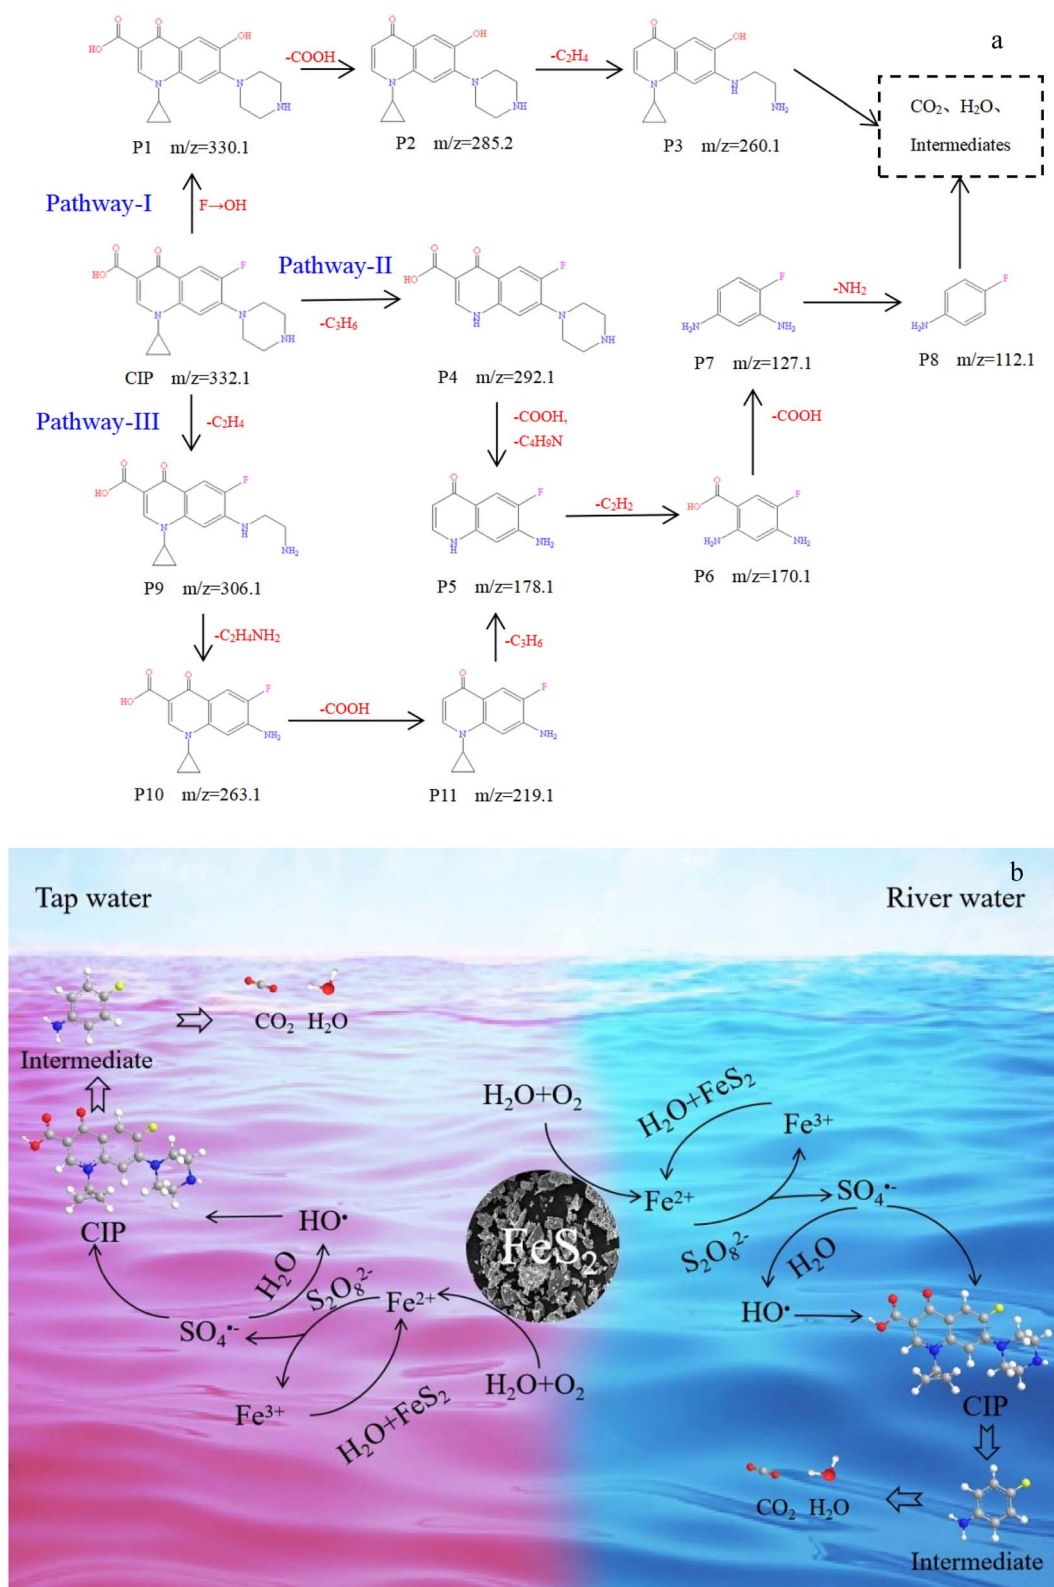 a
-COOH
-C₂H₄
P1 m/z=330.1
P2 m/z=285.2
P3 m/z=260.1
CO₂、H₂O、
Intermediates
Pathway-I
F→OH
Pathway-II
-C₃H₆
-NH₂
CIP m/z=332.1
P4 m/z=292.1
P7 m/z=127.1
P8 m/z=112.1
Pathway-III
-C₂H₄
-COOH,
-C₄H₉N
-COOH
-C₂H₂
P9 m/z=306.1
P5 m/z=178.1
P6 m/z=170.1
-C₂H₄NH₂
-C₃H₆
-COOH
P10 m/z=263.1
P11 m/z=219.1
b
Tap water
River water
CO₂ H₂O
Intermediate
H₂O+O₂
H₂O+FeS₂
Fe³⁺
Fe²⁺
SO₄•⁻
CIP
HO•
FeS₂
S₂O₈²⁻
H₂O
H₂O
S₂O₈²⁻
Fe²⁺
HO•
SO₄•⁻
H₂O+O₂
Fe³⁺
H₂O+FeS₂
CIP
CO₂ H₂O
Intermediate